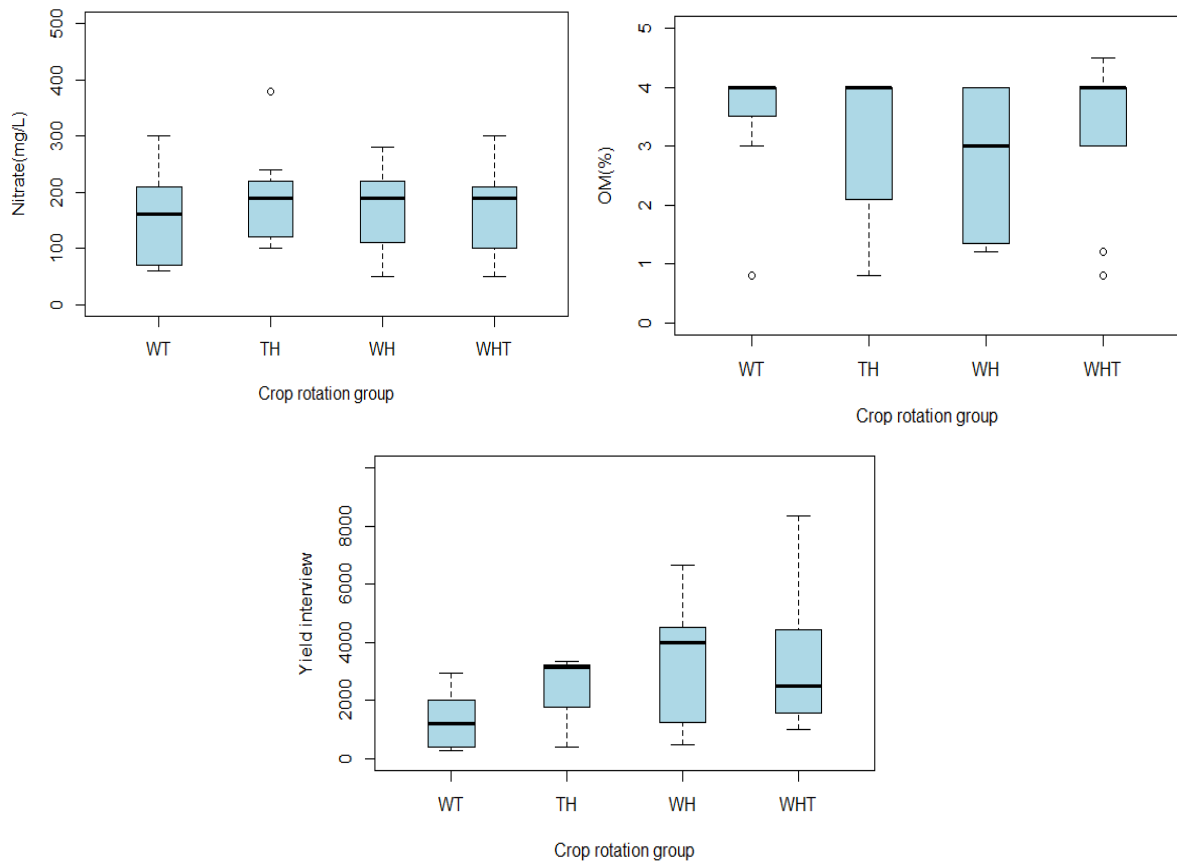 Nitrate(mg/L)
500
400
300
200
100
0
WT TH WH WHT
Crop rotation group
OM(%)
5
4
3
2
1
0
WT TH WH WHT
Crop rotation group
Yield interview
8000
6000
4000
2000
0
WT TH WH WHT
Crop rotation group